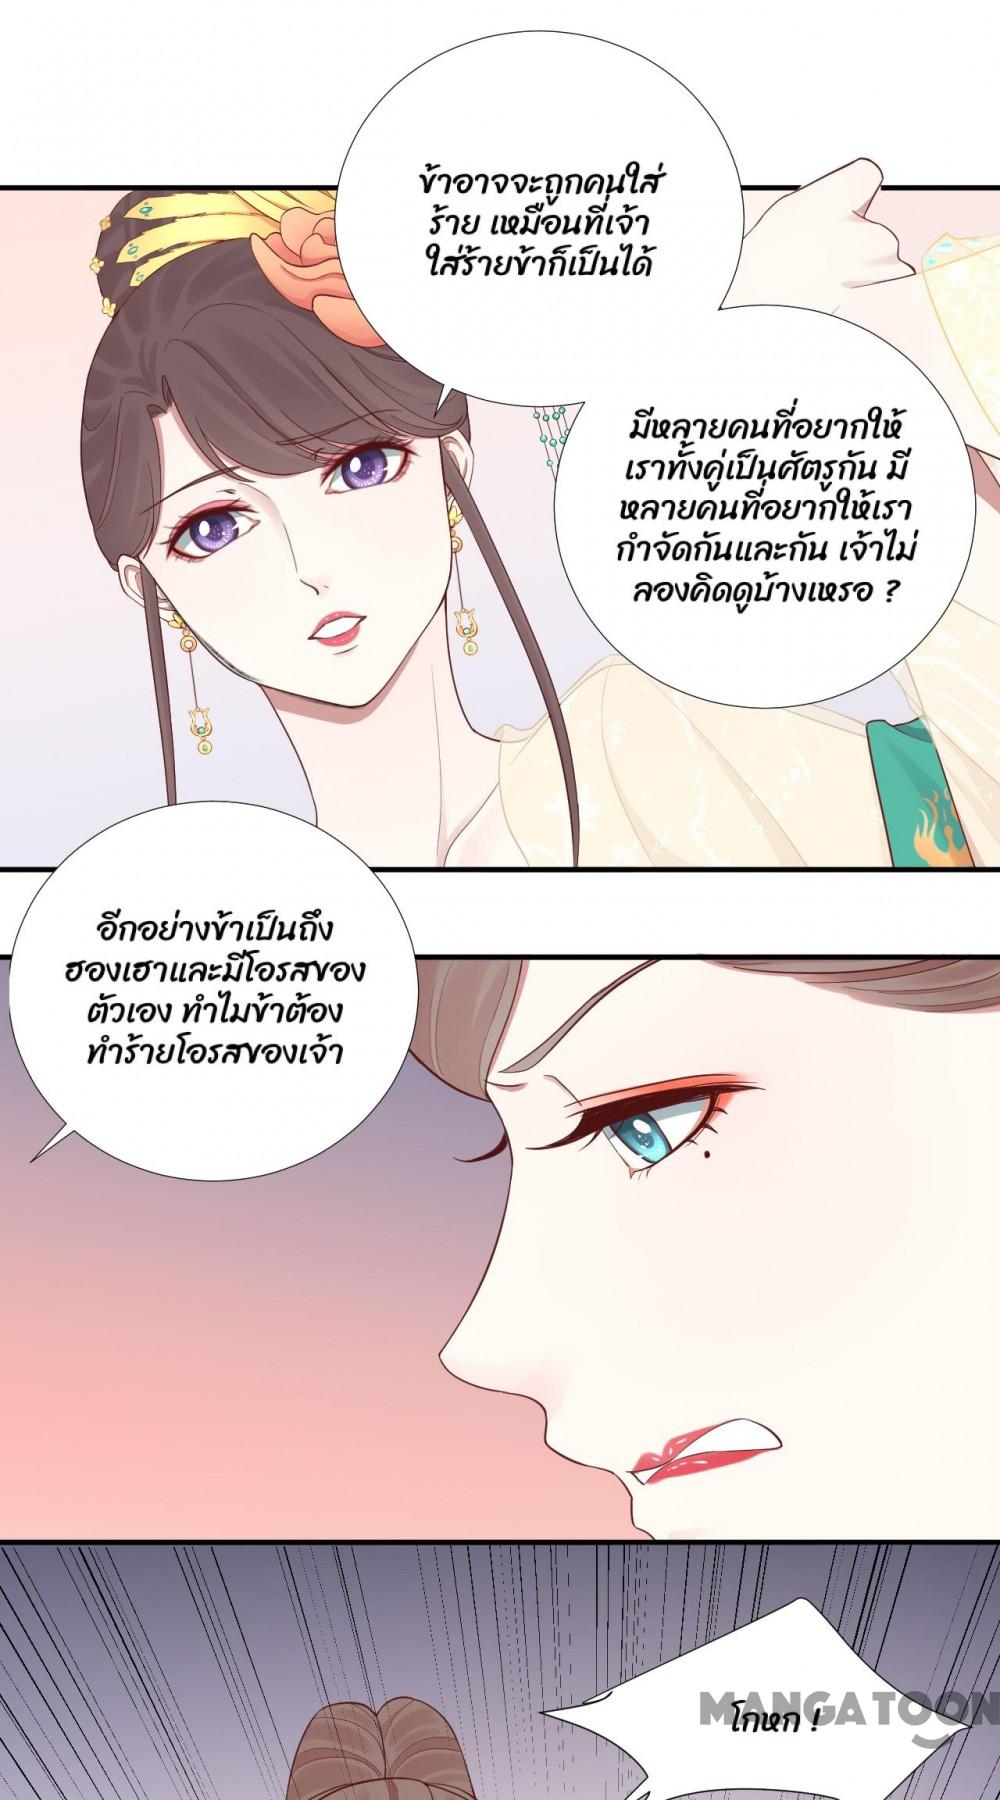 ข้าอาจจะถูกคนใส่
ร้าย เหมือนที่เจ้า
ใส่ร้ายข้าก็เป็นได้
มีหลายคนที่อยากให้
เราทั้งคู่เป็นศัตรูกัน มี
หลายคนที่อยากให้เรา
กำจัดกันและกัน เจ้าไม่
ลองคิดดูบ้างเหรอ ?
อีกอย่างข้าเป็นถึง
ฮองเฮาและมีโอรสของ
ตัวเอง ทำไมข้าต้อง
ทำร้ายโอรสของเจ้า
โกหก !
MANGATOON